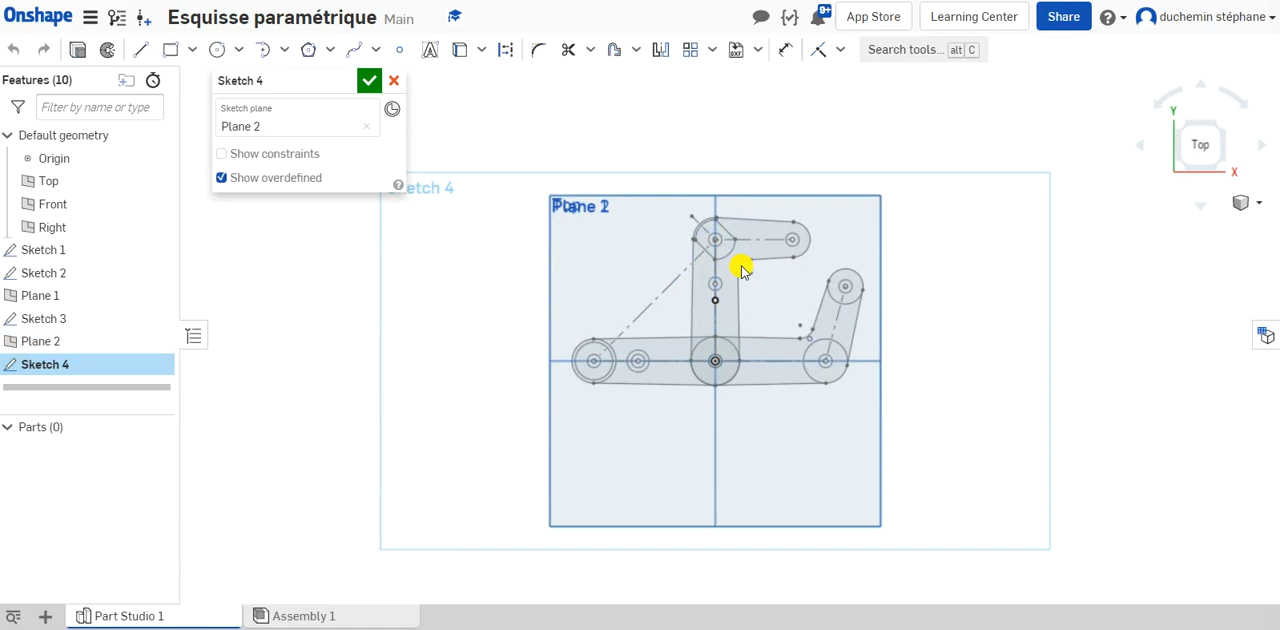 Onshape Esquisse paramétrique Main 9+ App Store Learning Center Share duchemin stéphane
Search tools... alt C
Features (10)
Filter by name or type
Default geometry
Origin
Top
Front
Right
Sketch 1
Sketch 2
Plane 1
Sketch 3
Plane 2
Sketch 4
Parts (0)
Sketch 4
Sketch plane
Plane 2
Show constraints
Show overdefined
etch 4
Plane 2
Y
Top
X
Part Studio 1 Assembly 1